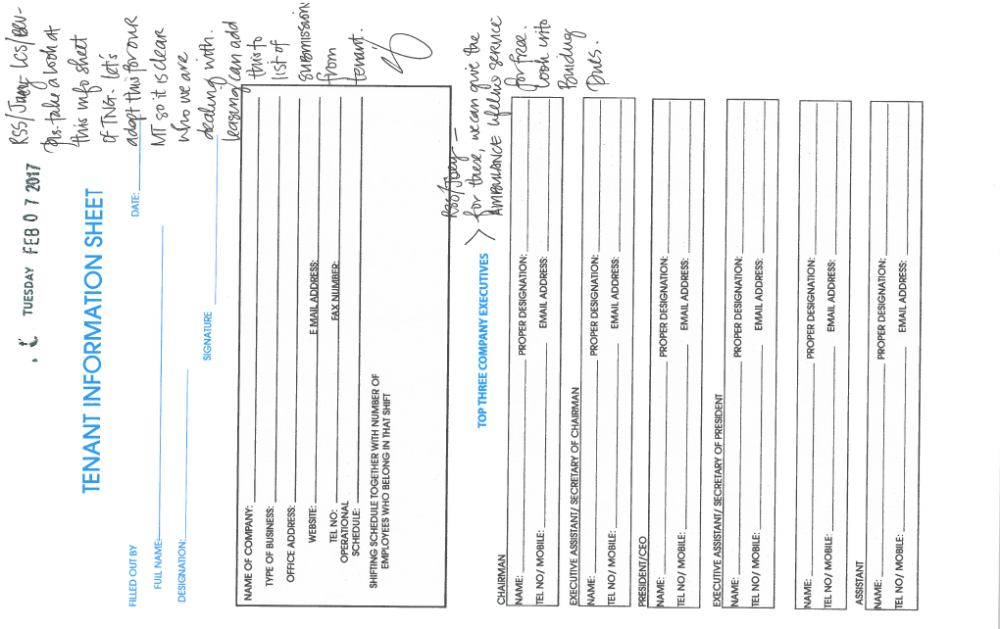 TUESDAY FEB 07 2017
RSS/ LCS/BEV-
Pls. take a look at
this info sheet
of TNG. Let's
adopt this for our
MT so it is clear
who we are
dealing with.
Leasing can add
this to
list of
submission
from
tenant.
TENANT INFORMATION SHEET
FILLED OUT BY
DATE:
FULL NAME:
DESIGNATION:
SIGNATURE
NAME OF COMPANY:
TYPE OF BUSINESS:
OFFICE ADDRESS:
WEBSITE: E MAIL ADDRESS:
TEL NO: FAX NUMBER:
OPERATIONAL
SCHEDULE:
SHIFTING SCHEDULE TOGETHER WITH NUMBER OF
EMPLOYEES WHO BELONG IN THAT SHIFT
RSS/Joey —
> for these, we can give the
AMBULANCE service
for free.
Look into
Building
TOP THREE COMPANY EXECUTIVES
CHAIRMAN
NAME: PROPER DESIGNATION:
TEL NO/ MOBILE: EMAIL ADDRESS:
EXECUTIVE ASSISTANT/ SECRETARY OF CHAIRMAN
NAME: PROPER DESIGNATION:
TEL NO/ MOBILE: EMAIL ADDRESS:
PRESIDENT/CEO
NAME: PROPER DESIGNATION:
TEL NO/ MOBILE: EMAIL ADDRESS:
EXECUTIVE ASSISTANT/ SECRETARY OF PRESIDENT
NAME: PROPER DESIGNATION:
TEL NO/ MOBILE: EMAIL ADDRESS:
NAME: PROPER DESIGNATION:
TEL NO/ MOBILE: EMAIL ADDRESS:
ASSISTANT
NAME: PROPER DESIGNATION:
TEL NO/ MOBILE: EMAIL ADDRESS: